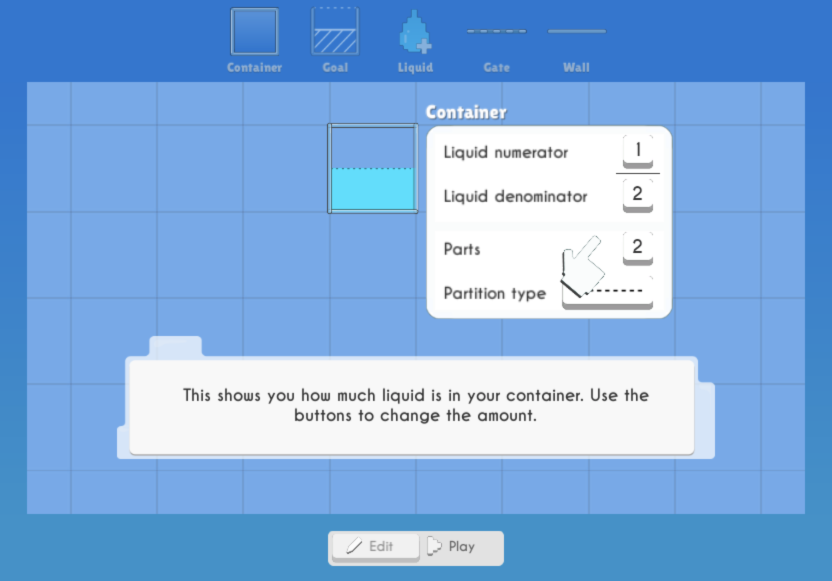 Container
Goal
Liquid
Gate
Wall
Container
Liquid numerator 1
Liquid denominator 2
Parts 2
Partition type
This shows you how much liquid is in your container. Use the
buttons to change the amount.
Edit
Play